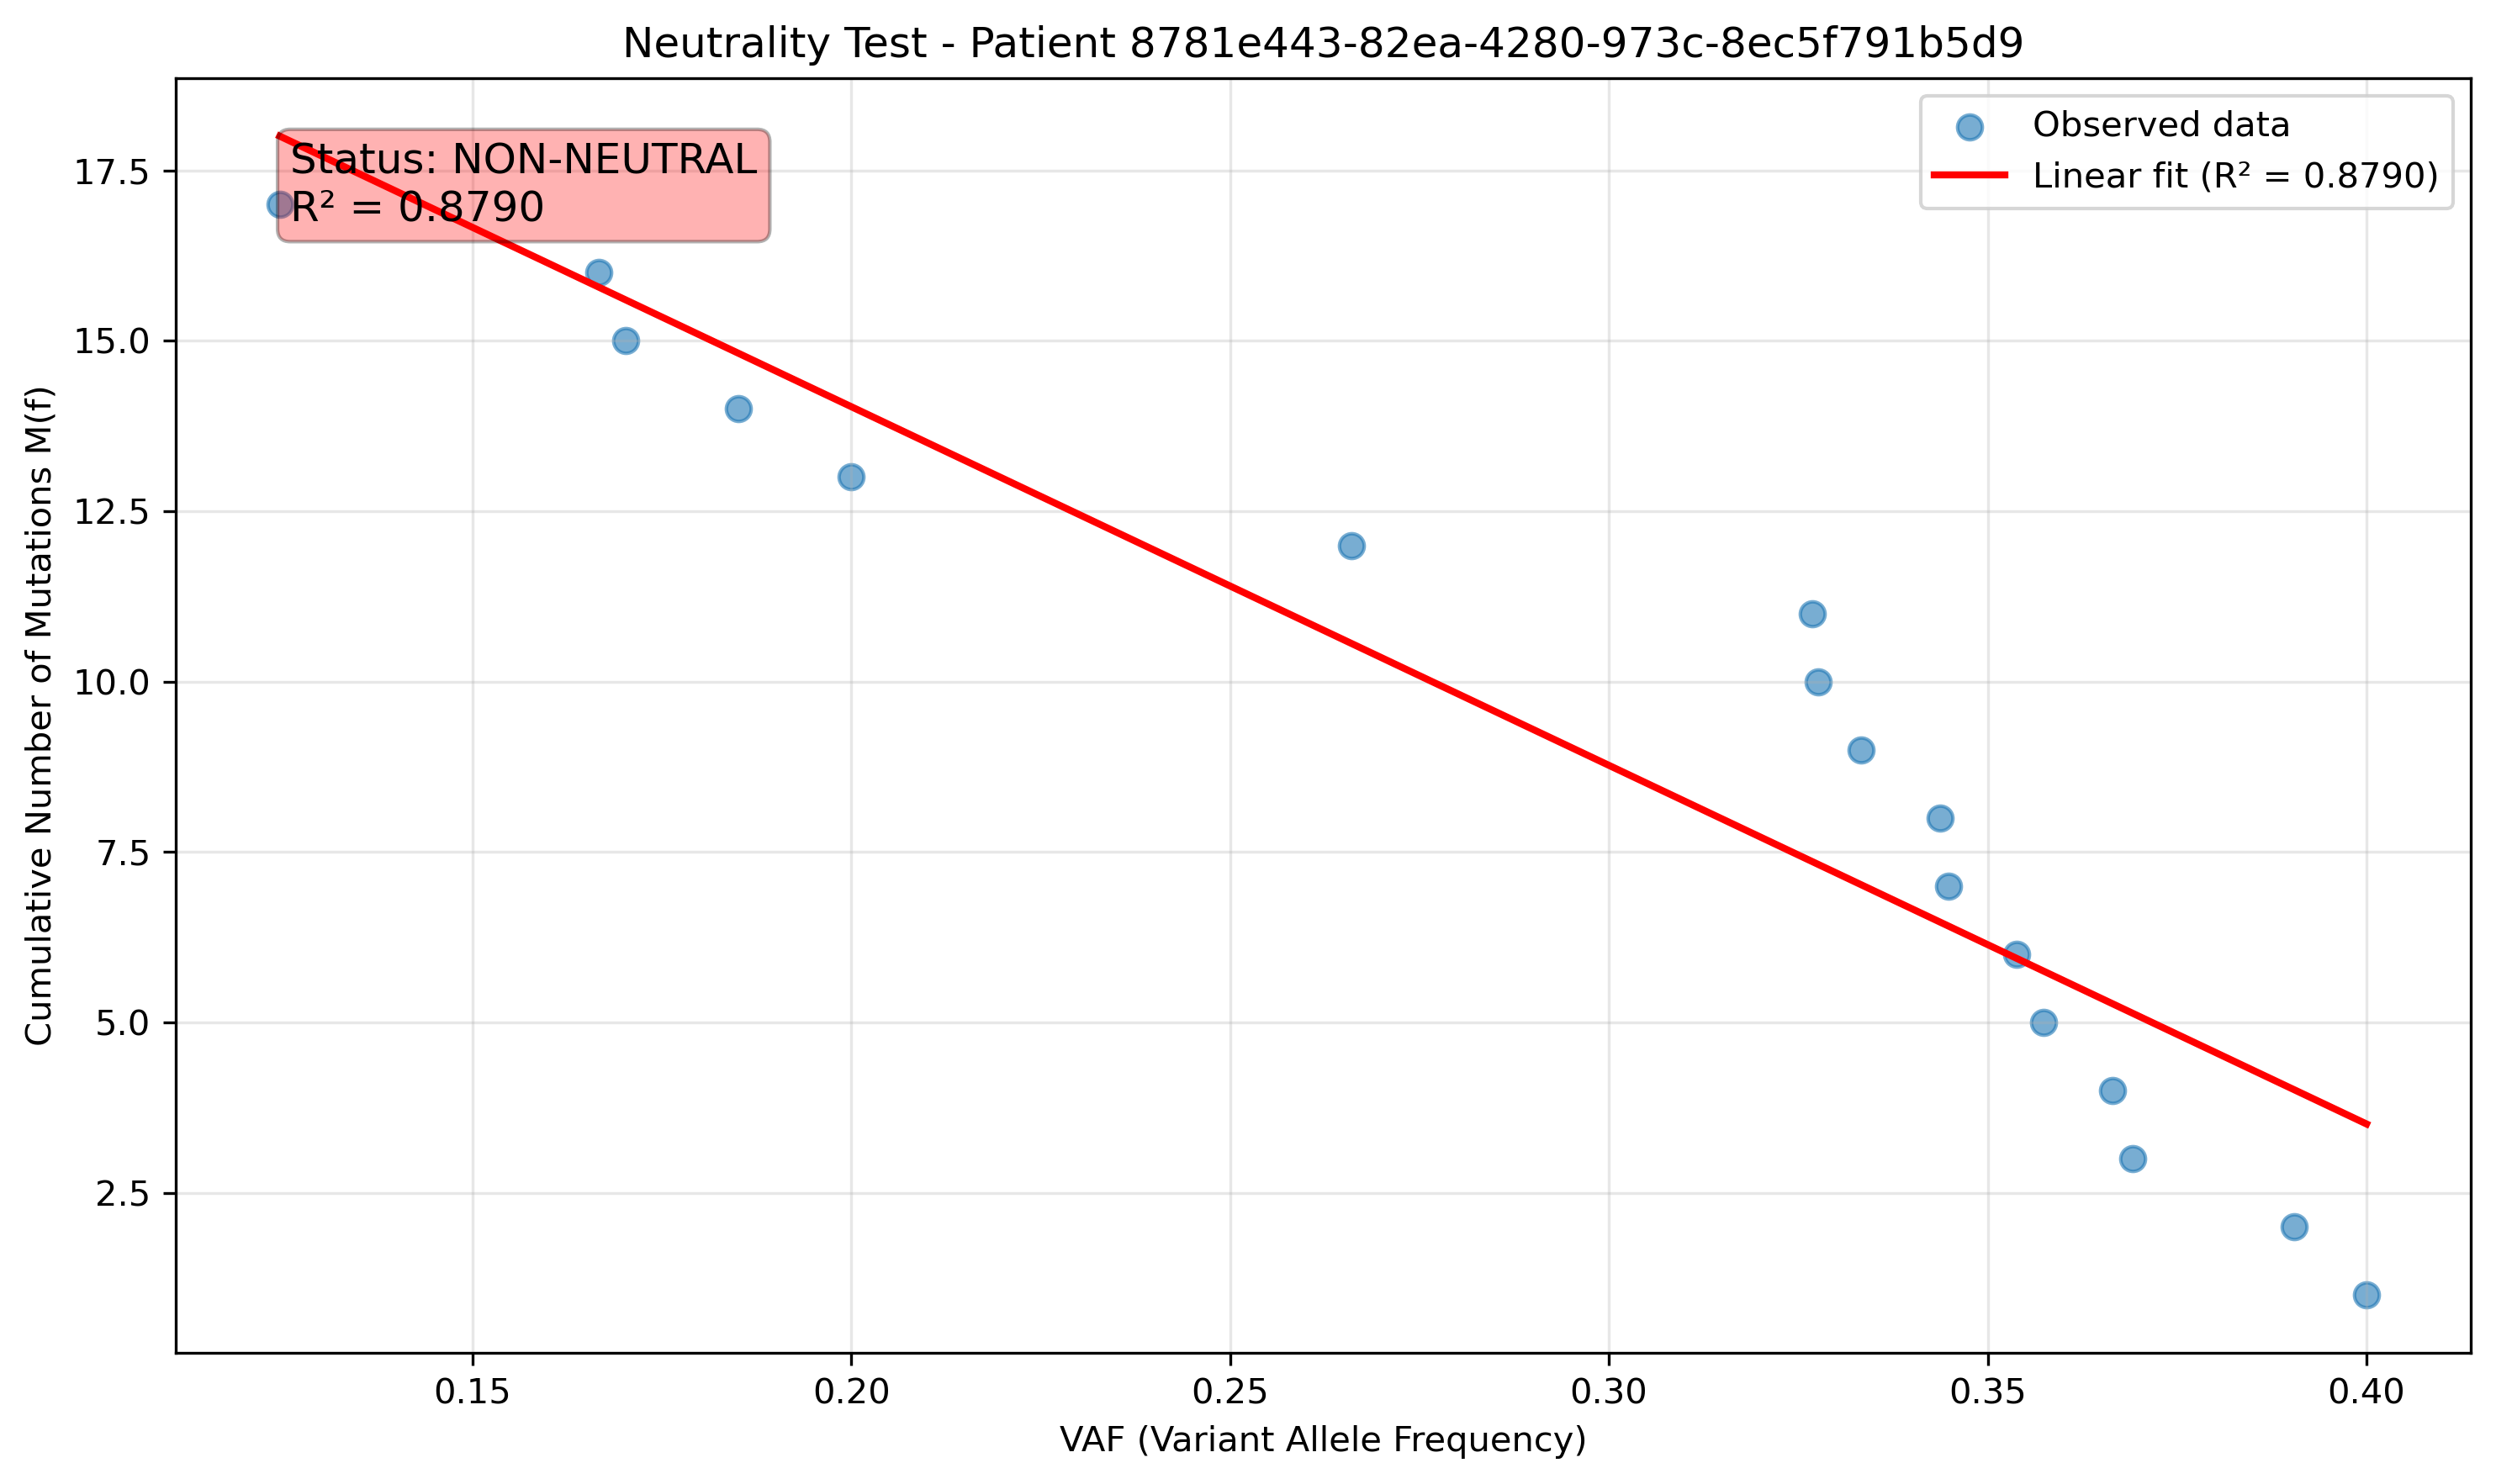 Neutrality Test - Patient 8781e443-82ea-4280-973c-8ec5f791b5d9
Status: NON-NEUTRAL
R² = 0.8790
Observed data
Linear fit (R² = 0.8790)
Cumulative Number of Mutations M(f)
17.5
15.0
12.5
10.0
7.5
5.0
2.5
0.15
0.20
0.25
0.30
0.35
0.40
VAF (Variant Allele Frequency)